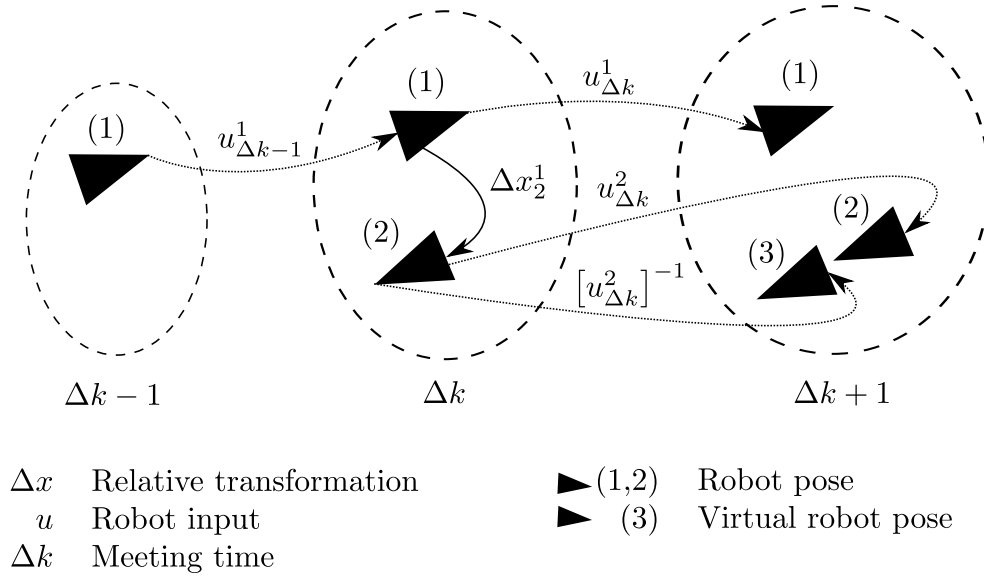 (1)
u^1_{Δk−1}
(1)
u^1_{Δk}
(1)
Δx^1_2
u^2_{Δk}
(2)
(2)
(3)
[u^2_{Δk}]^{−1}
Δk − 1
Δk
Δk + 1
Δx Relative transformation
u Robot input
Δk Meeting time
(1,2) Robot pose
(3) Virtual robot pose